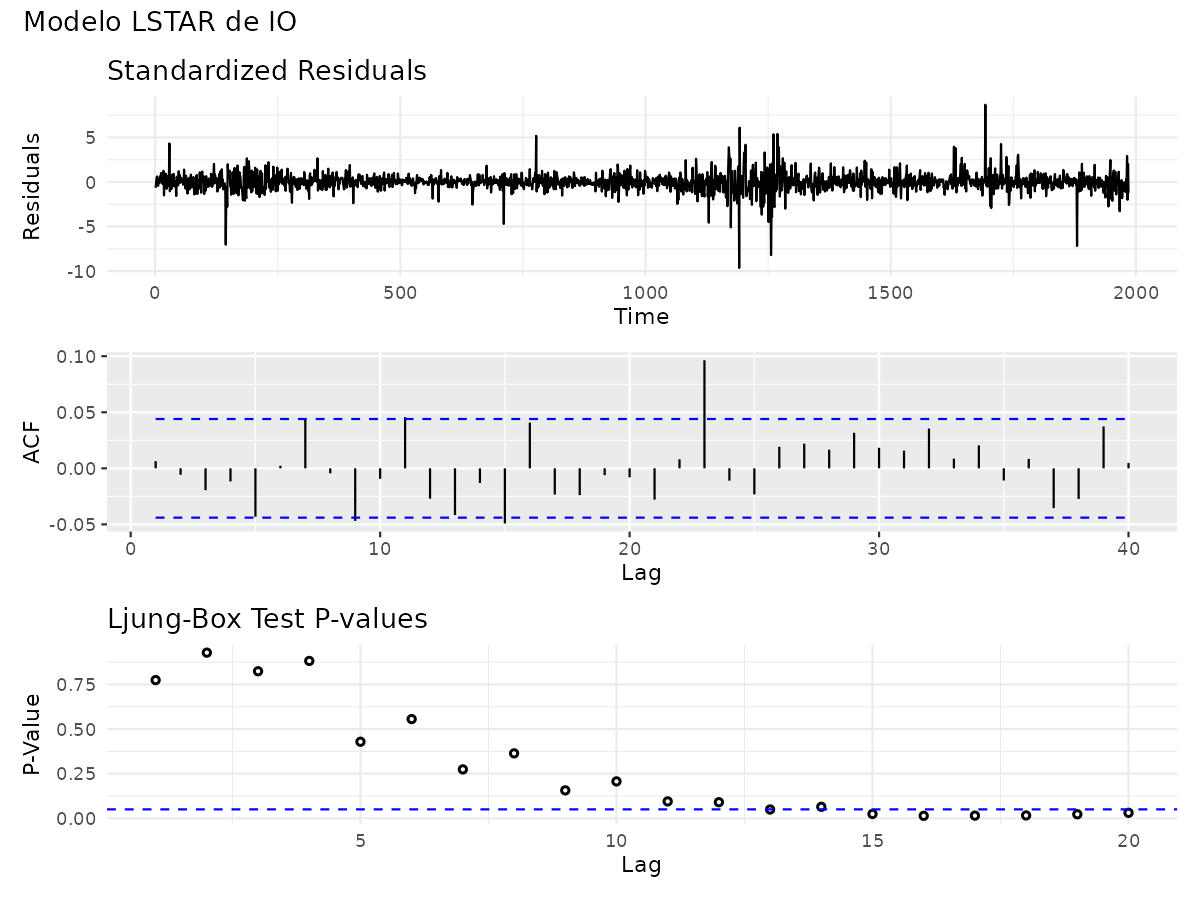 Modelo LSTAR de IO
Standardized Residuals
Residuals
5
0
-5
-10
0 500 1000 1500 2000
Time
ACF
0.10
0.05
0.00
-0.05
0 10 20 30 40
Lag
Ljung-Box Test P-values
P-Value
0.75
0.50
0.25
0.00
5 10 15 20
Lag